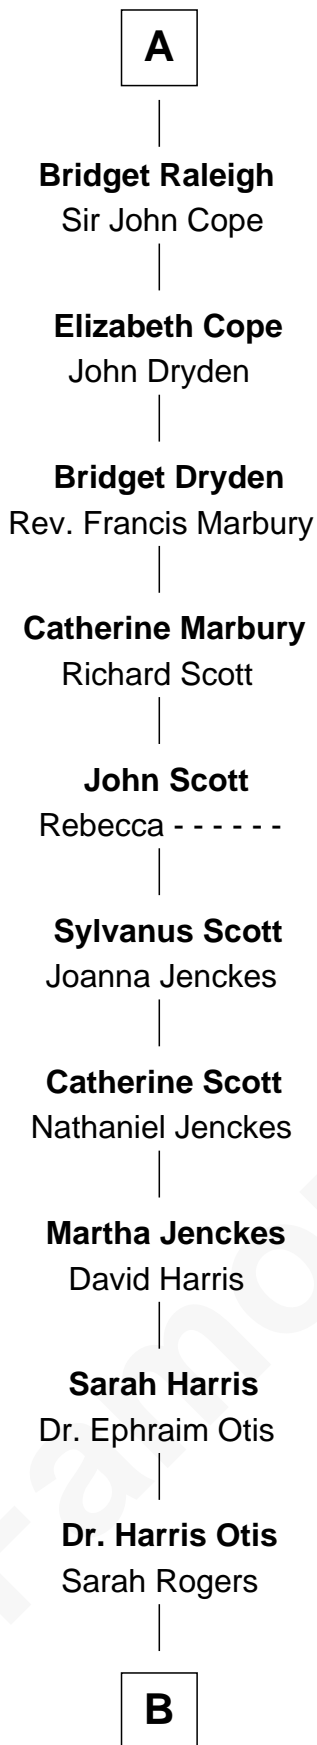 A
Bridget Raleigh
Sir John Cope
Elizabeth Cope
John Dryden
Bridget Dryden
Rev. Francis Marbury
Catherine Marbury
Richard Scott
John Scott
Rebecca - - - - - -
Sylvanus Scott
Joanna Jenckes
Catherine Scott
Nathaniel Jenckes
Martha Jenckes
David Harris
Sarah Harris
Dr. Ephraim Otis
Dr. Harris Otis
Sarah Rogers
B